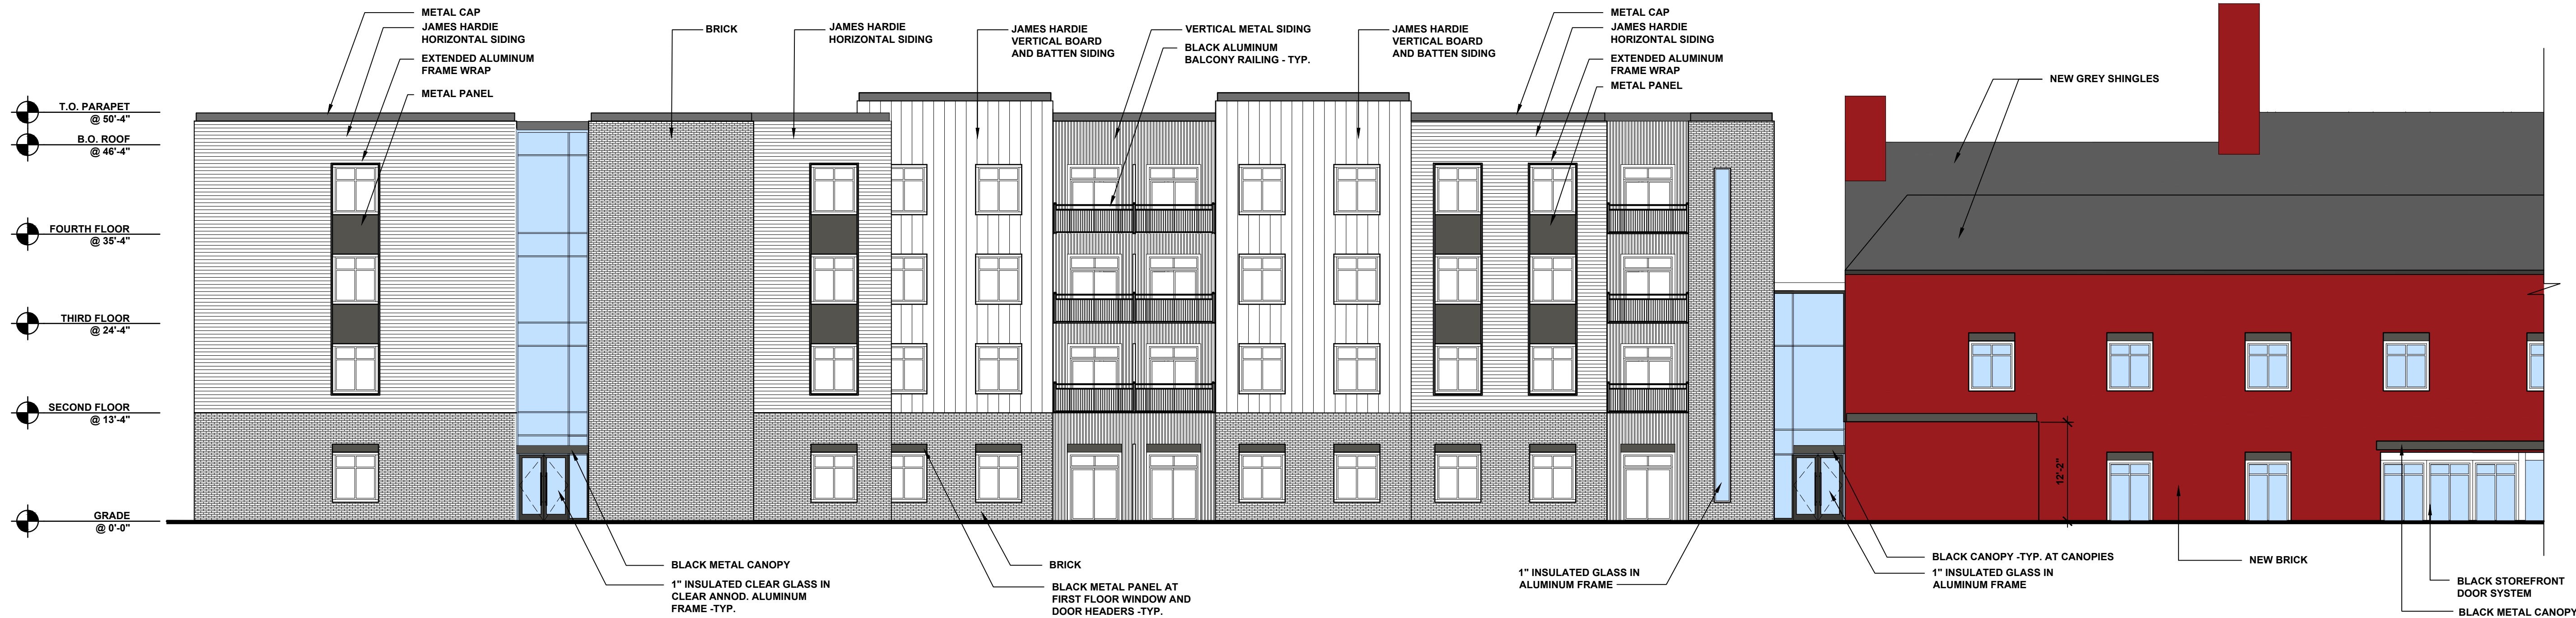 METAL CAP
JAMES HARDIE
HORIZONTAL SIDING
EXTENDED ALUMINUM
FRAME WRAP
METAL PANEL
BRICK
JAMES HARDIE
HORIZONTAL SIDING
JAMES HARDIE
VERTICAL BOARD
AND BATTEN SIDING
VERTICAL METAL SIDING
BLACK ALUMINUM
BALCONY RAILING - TYP.
JAMES HARDIE
VERTICAL BOARD
AND BATTEN SIDING
METAL CAP
JAMES HARDIE
HORIZONTAL SIDING
EXTENDED ALUMINUM
FRAME WRAP
METAL PANEL
NEW GREY SHINGLES
T.O. PARAPET
@ 50'-4"
B.O. ROOF
@ 46'-4"
FOURTH FLOOR
@ 35'-4"
THIRD FLOOR
@ 24'-4"
SECOND FLOOR
@ 13'-4"
GRADE
@ 0'-0"
12'-2"
BLACK METAL CANOPY
1" INSULATED CLEAR GLASS IN
CLEAR ANNOD. ALUMINUM
FRAME -TYP.
BRICK
BLACK METAL PANEL AT
FIRST FLOOR WINDOW AND
DOOR HEADERS -TYP.
1" INSULATED GLASS IN
ALUMINUM FRAME
BLACK CANOPY -TYP. AT CANOPIES
1" INSULATED GLASS IN
ALUMINUM FRAME
NEW BRICK
BLACK STOREFRONT
DOOR SYSTEM
BLACK METAL CANOPY